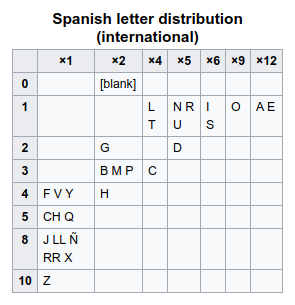 Spanish letter distribution
(international)
×1 ×2 ×4 ×5 ×6 ×9 ×12
0 [blank]
1 L N R I O A E
T U S
2 G D
3 B M P C
4 F V Y H
5 CH Q
8 J LL Ñ
RR X
10 Z